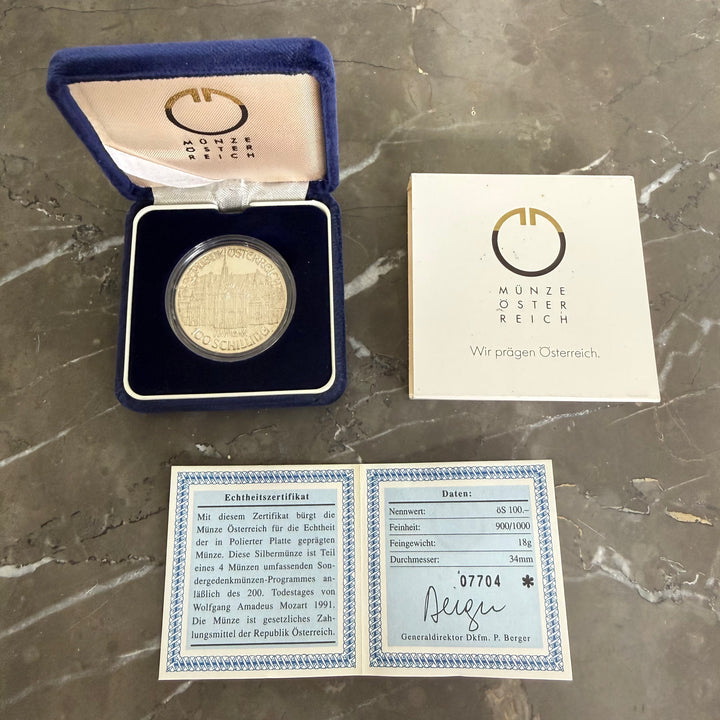 MÜNZE
ÖSTER
REICH
REPUBLIK ÖSTERREICH
100 SCHILLING
MÜNZE
ÖSTER
REICH
Wir prägen Österreich.
Echtheitszertifikat
Mit diesem Zertifikat bürgt die
Münze Österreich für die Echtheit
der in Polierter Platte geprägten
Münze. Diese Silbermünze ist Teil
eines 4 Münzen umfassenden Son-
dergedenkmünzen-Programmes an-
läßlich des 200. Todestages von
Wolfgang Amadeus Mozart 1991.
Die Münze ist gesetzliches Zah-
lungsmittel der Republik Österreich.
Daten:
Nennwert: öS 100.–
Feinheit: 900/1000
Feingewicht: 18g
Durchmesser: 34mm
07704 *
Generaldirektor Dkfm. P. Berger